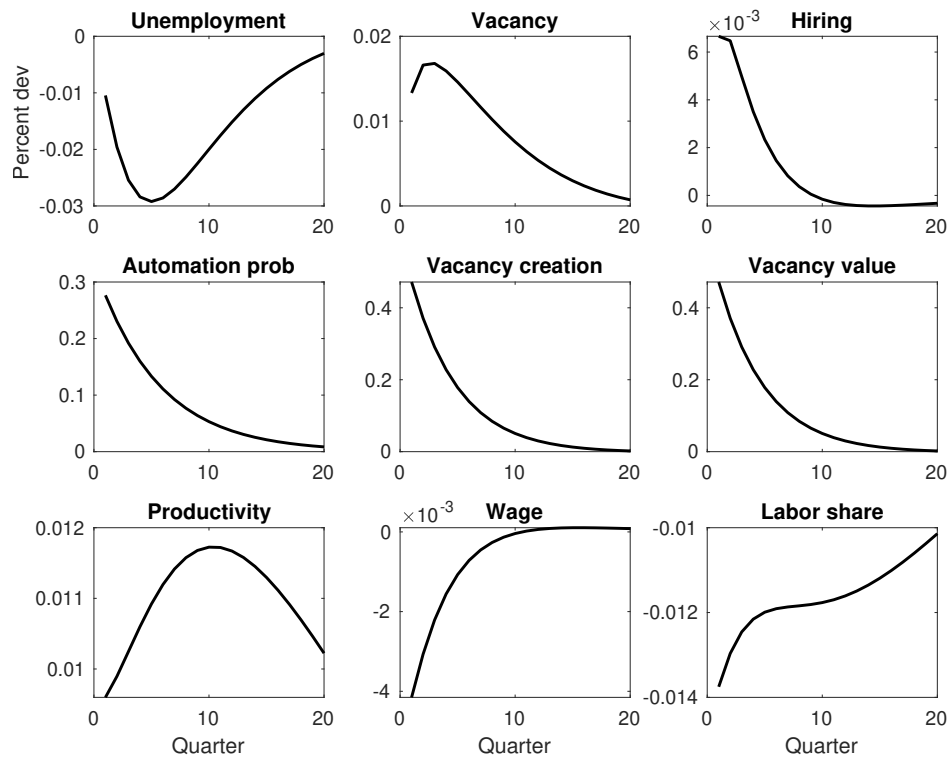 Unemployment
Percent dev
0
-0.01
-0.02
-0.03
0 10 20
Vacancy
0.02
0.01
0
0 10 20
Hiring
×10⁻³
6
4
2
0
0 10 20
Automation prob
0.3
0.2
0.1
0
0 10 20
Vacancy creation
0.4
0.2
0
0 10 20
Vacancy value
0.4
0.2
0
0 10 20
Productivity
0.012
0.011
0.01
0 10 20
Quarter
Wage
×10⁻³
0
-2
-4
0 10 20
Quarter
Labor share
-0.01
-0.012
-0.014
0 10 20
Quarter